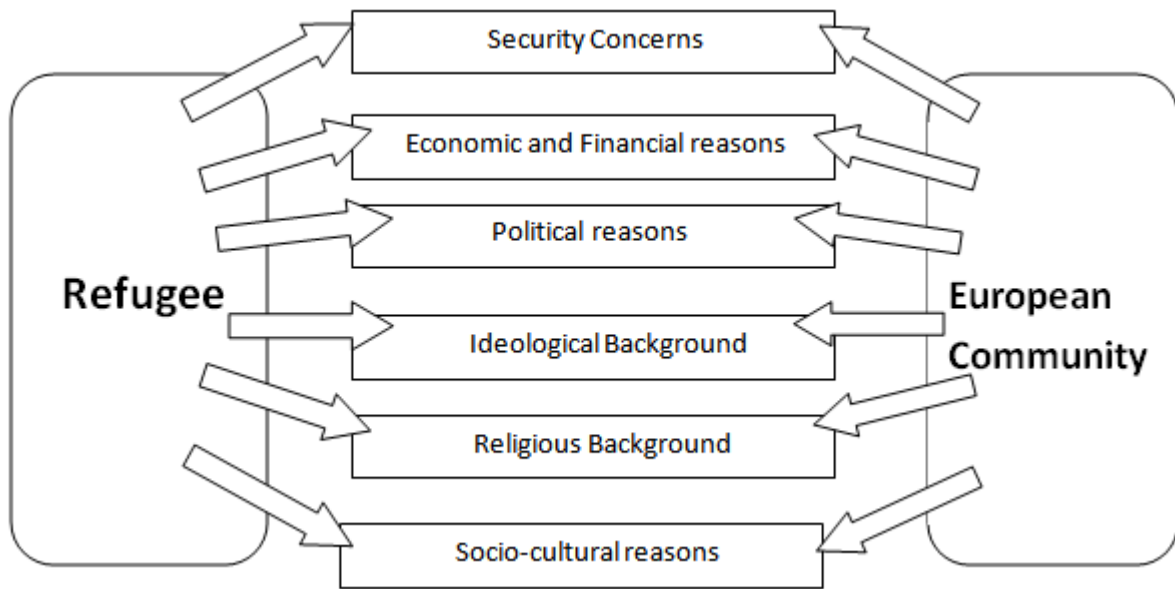 Security Concerns
Economic and Financial reasons
Political reasons
Refugee
European
Community
Ideological Background
Religious Background
Socio-cultural reasons